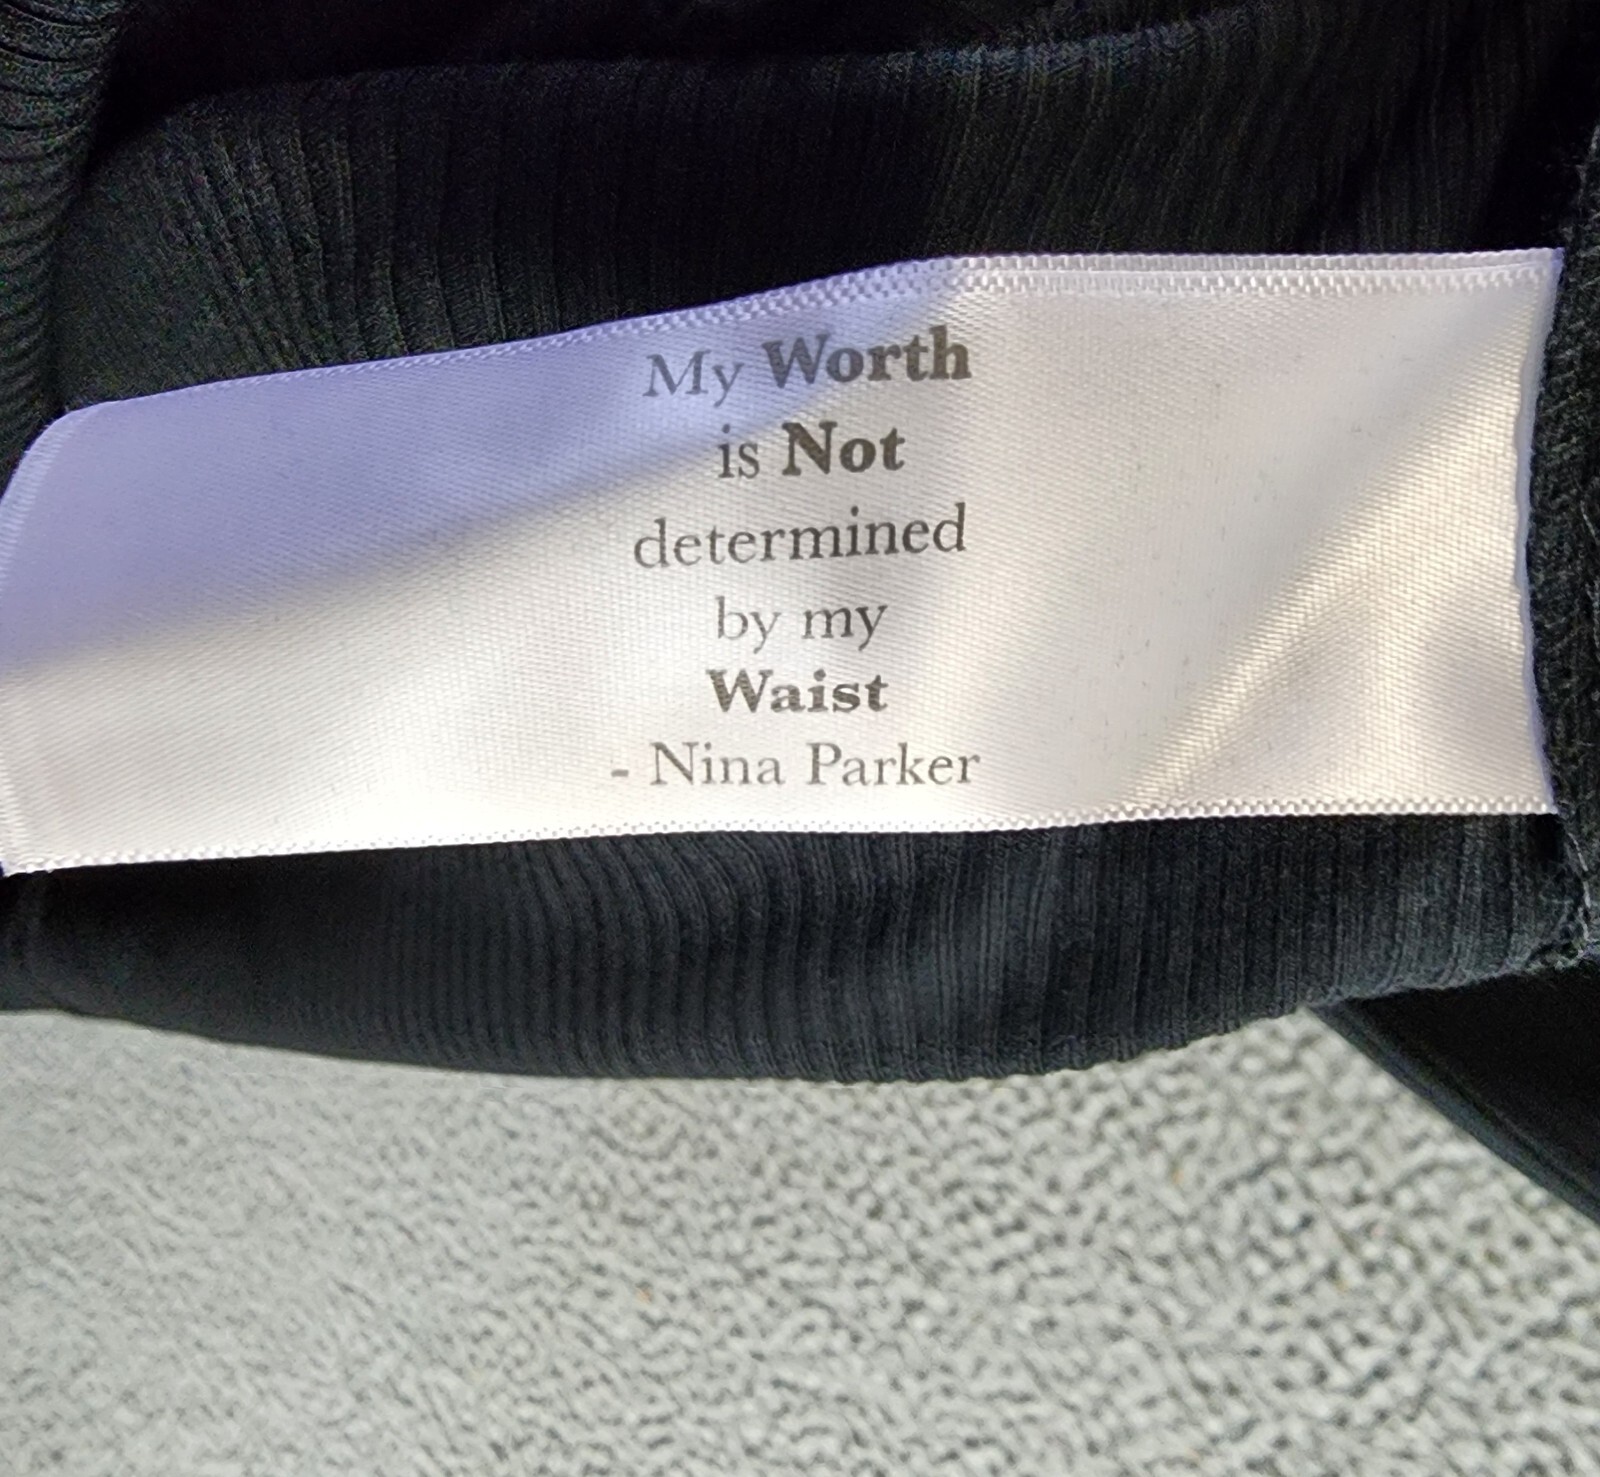 My Worth
is Not
determined
by my
Waist
- Nina Parker